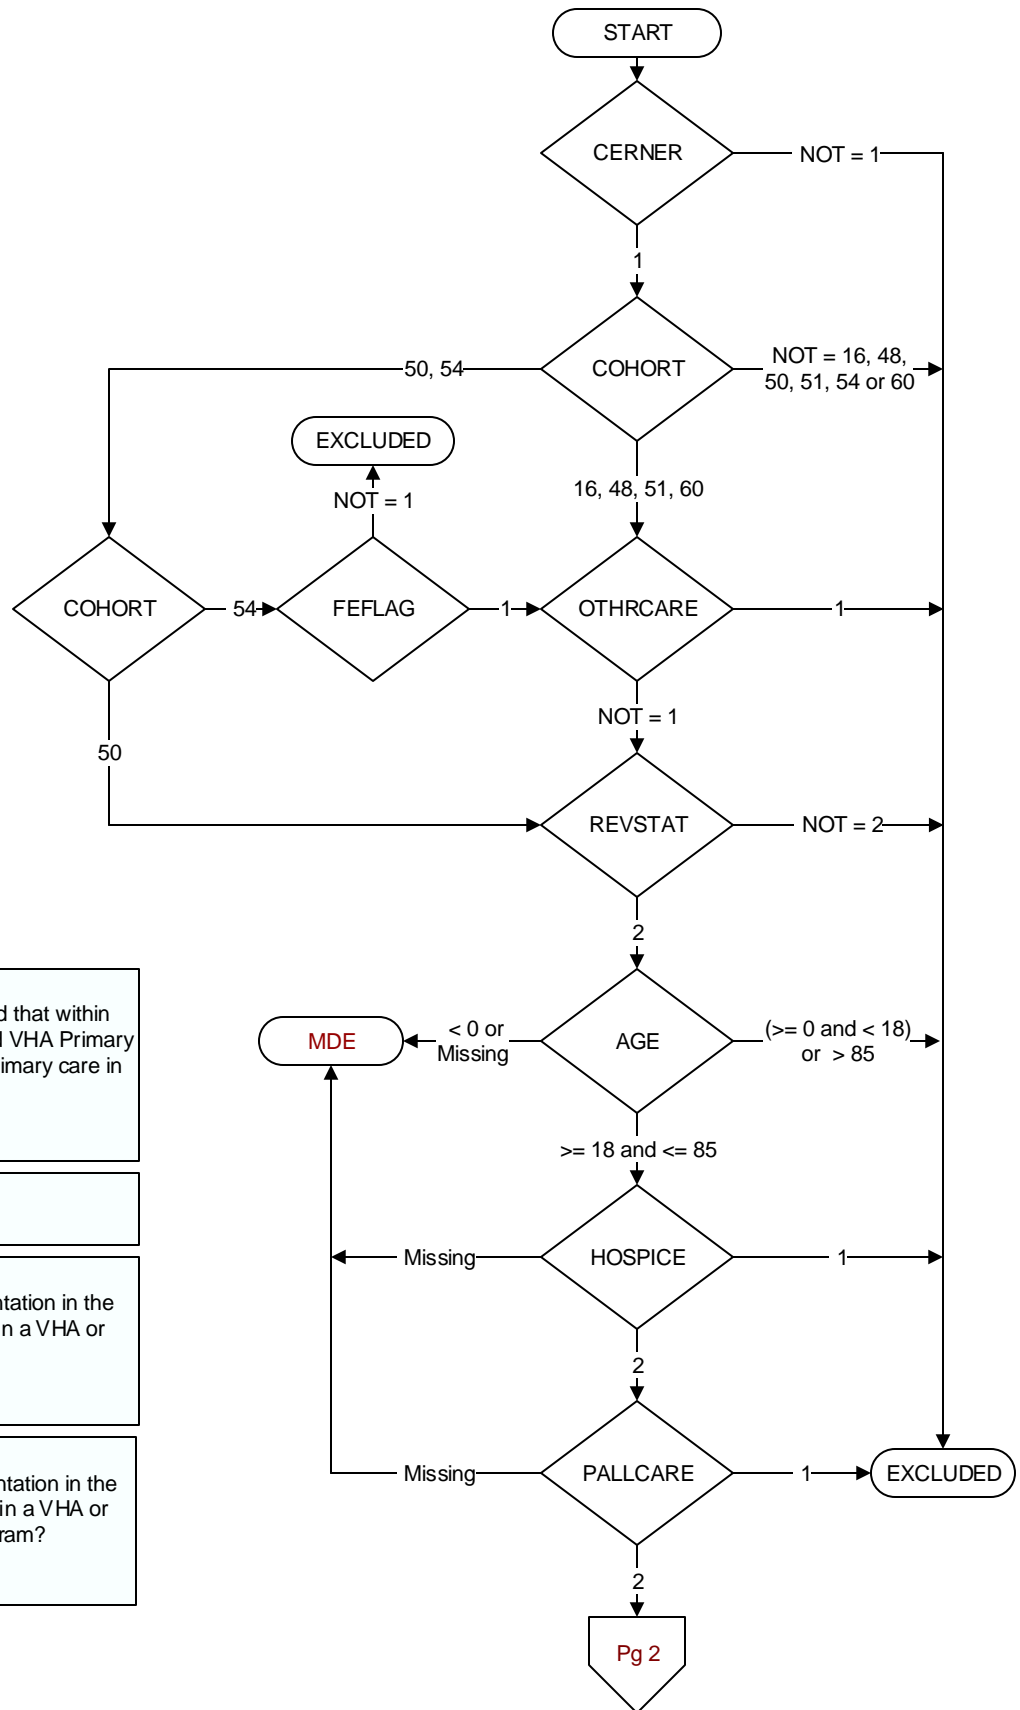 START
CERNER
NOT = 1
1
COHORT
50, 54
NOT = 16, 48,
50, 51, 54 or 60
EXCLUDED
NOT = 1
16, 48, 51, 60
COHORT
54
FEFLAG
1
OTHRCARE
1
NOT = 1
50
REVSTAT
NOT = 2
2
d that within
VHA Primary
imary care in
MDE
< 0 or
Missing
AGE
(>= 0 and < 18)
or > 85
>= 18 and <= 85
Missing
HOSPICE
1
ntation in the
n a VHA or
2
Missing
PALLCARE
1
EXCLUDED
ntation in the
in a VHA or
ram?
2
Pg 2